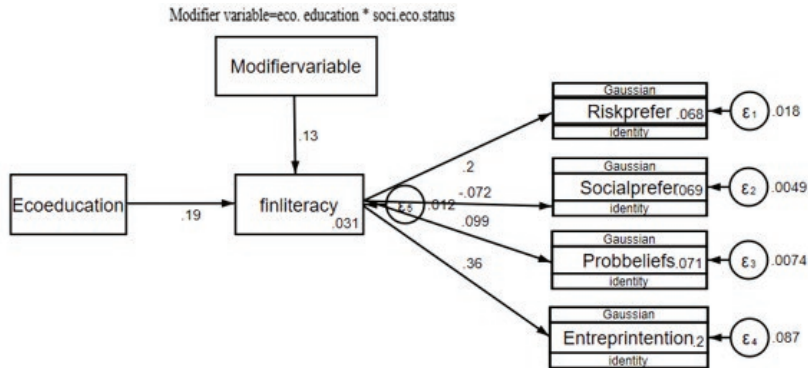 Modifier variable=eco. education * soci.eco.status
Modifiervariable
.13
Ecoeducation
.19
finliteracy
.031
ε5
.012
.2
-.072
.099
.36
Gaussian
Riskprefer .068
identity
ε1 .018
Gaussian
Socialprefer .069
identity
ε2 .0049
Gaussian
Probbeliefs .071
identity
ε3 .0074
Gaussian
Entreprintention .2
identity
ε4 .087